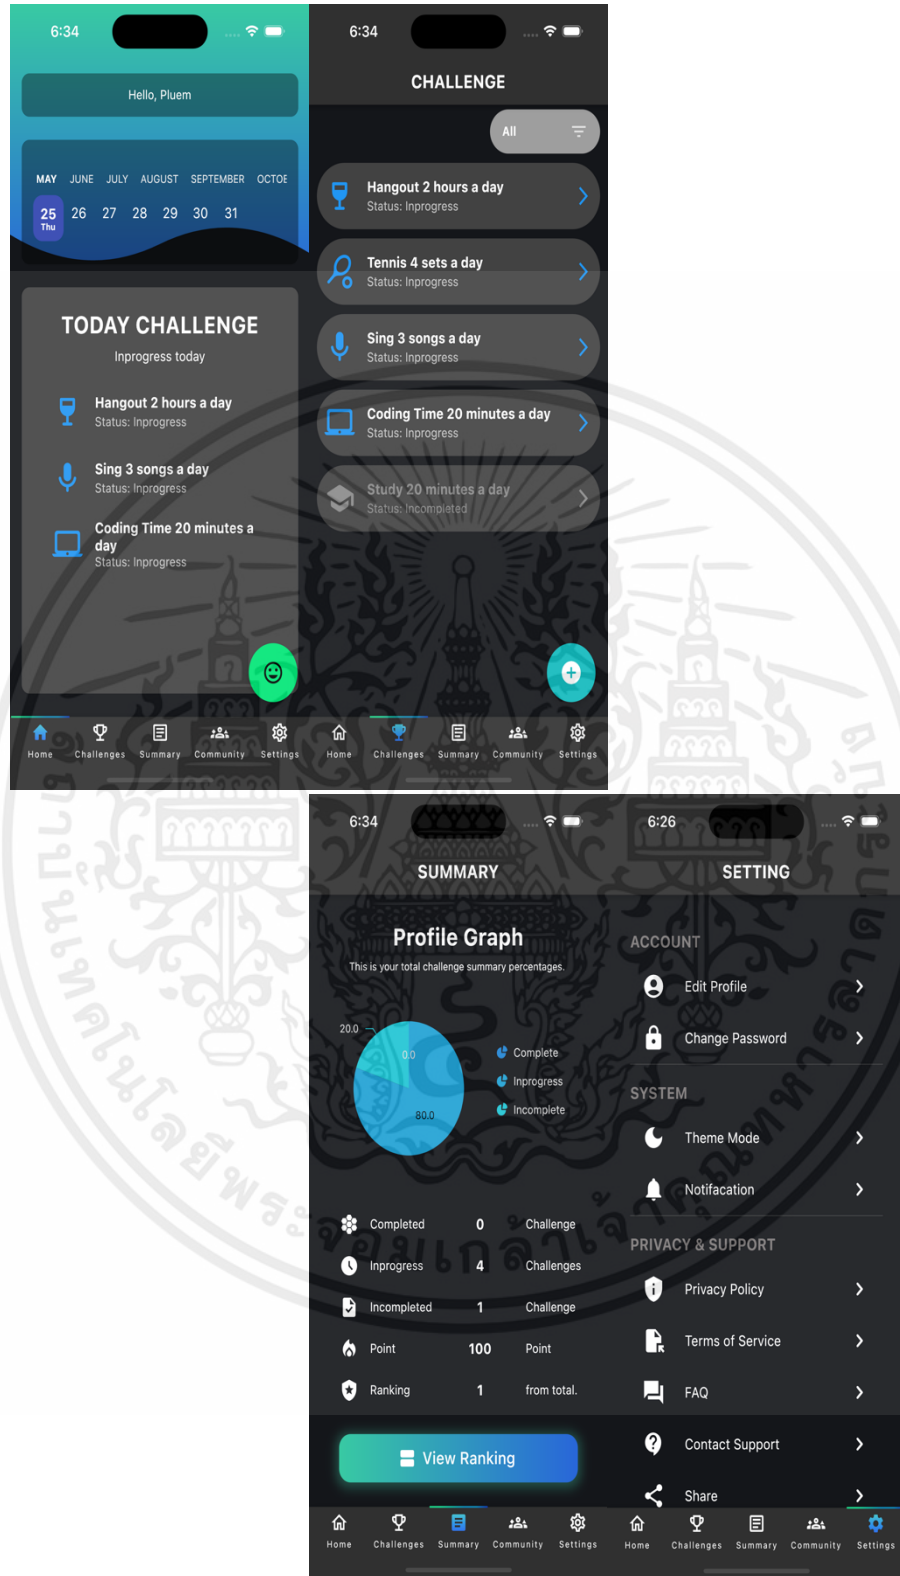 6:34
Hello, Pluem
MAY JUNE JULY AUGUST SEPTEMBER OCTOE
25 26 27 28 29 30 31
Thu
TODAY CHALLENGE
Inprogress today
Hangout 2 hours a day
Status: Inprogress
Sing 3 songs a day
Status: Inprogress
Coding Time 20 minutes a
day
Status: Inprogress
Home Challenges Summary Community Settings
6:34
CHALLENGE
All
Hangout 2 hours a day
Status: Inprogress
Tennis 4 sets a day
Status: Inprogress
Sing 3 songs a day
Status: Inprogress
Coding Time 20 minutes a day
Status: Inprogress
Study 20 minutes a day
Status: Incompleted
Home Challenges Summary Community Settings
6:34
SUMMARY
Profile Graph
This is your total challenge summary percentages.
20.0
0.0
80.0
Complete
Inprogress
Incomplete
Completed 0 Challenge
Inprogress 4 Challenges
Incompleted 1 Challenge
Point 100 Point
Ranking 1 from total.
View Ranking
Home Challenges Summary Community Settings
6:26
SETTING
ACCOUNT
Edit Profile
Change Password
SYSTEM
Theme Mode
Notifacation
PRIVACY & SUPPORT
Privacy Policy
Terms of Service
FAQ
Contact Support
Share
Home Challenges Summary Community Settings